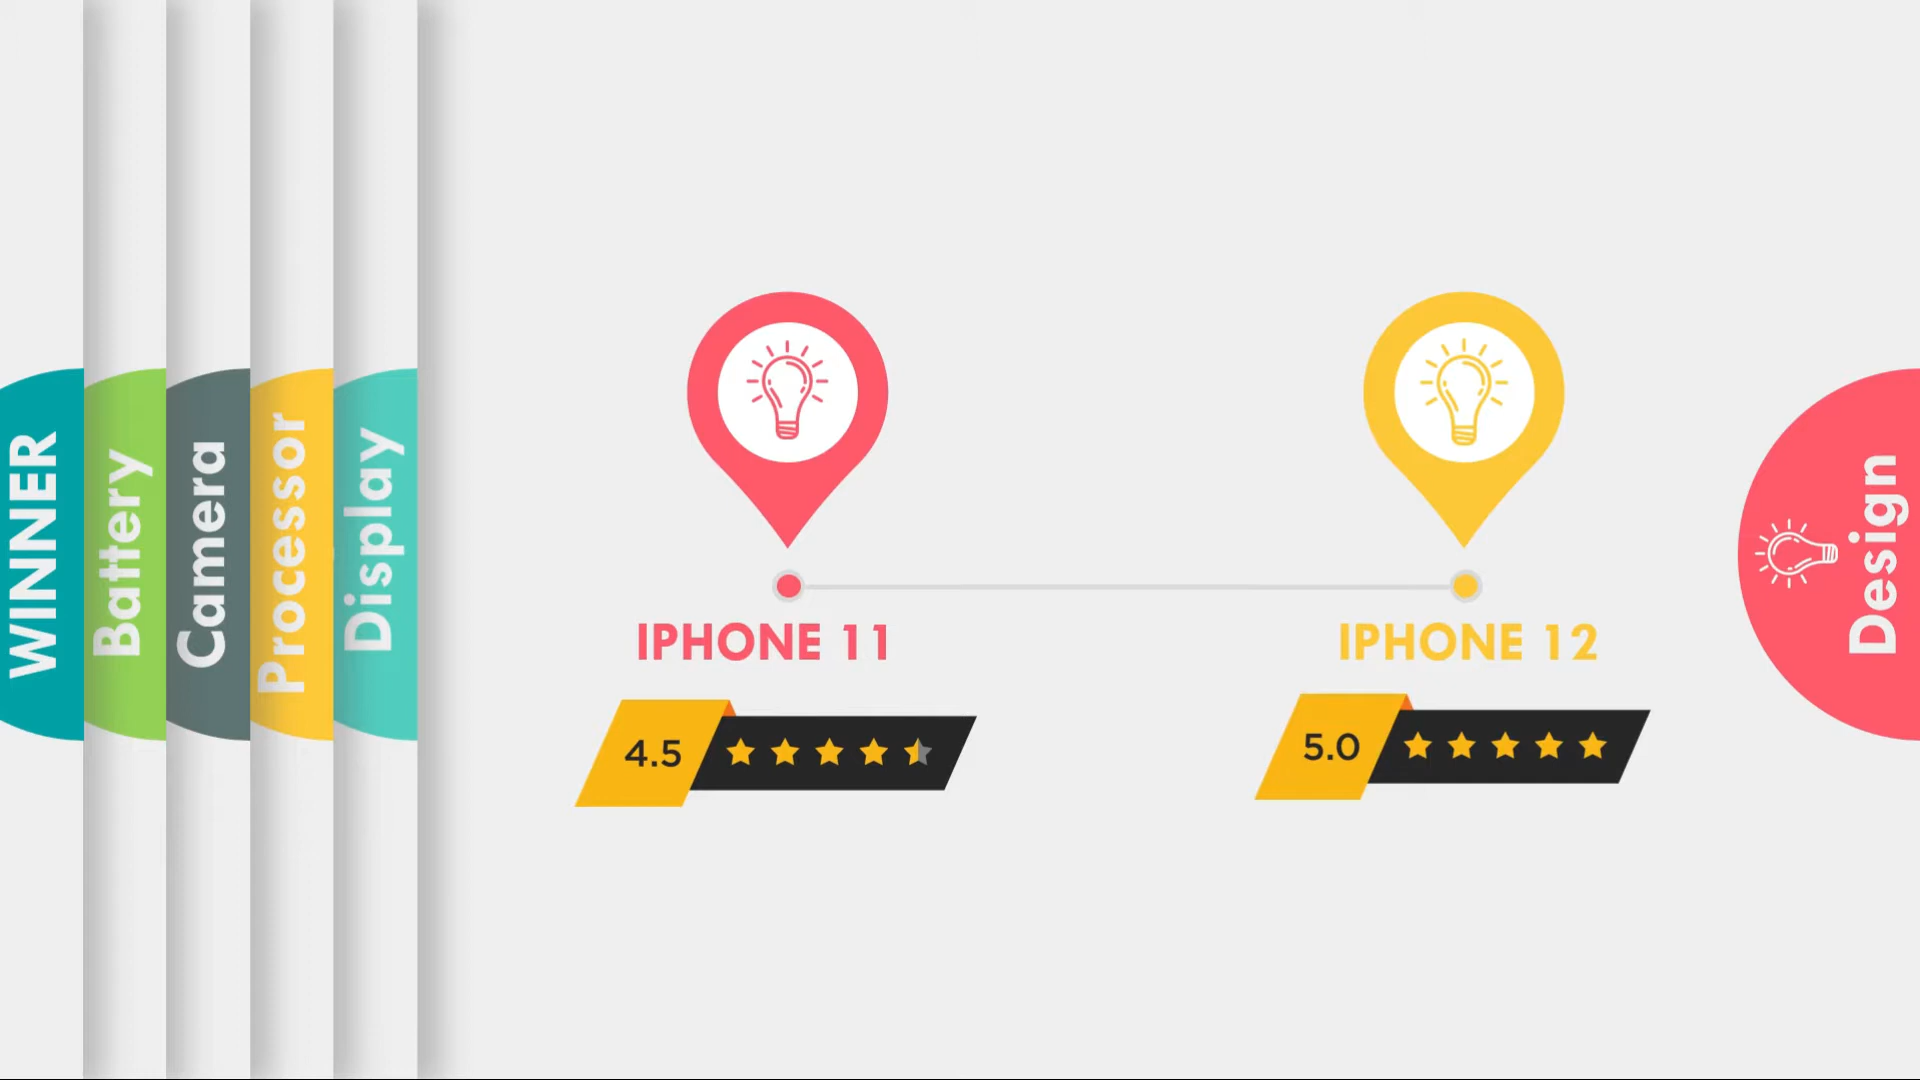 WINNER
Battery
Camera
Processor
Display
IPHONE 11
4.5
IPHONE 12
5.0
Design